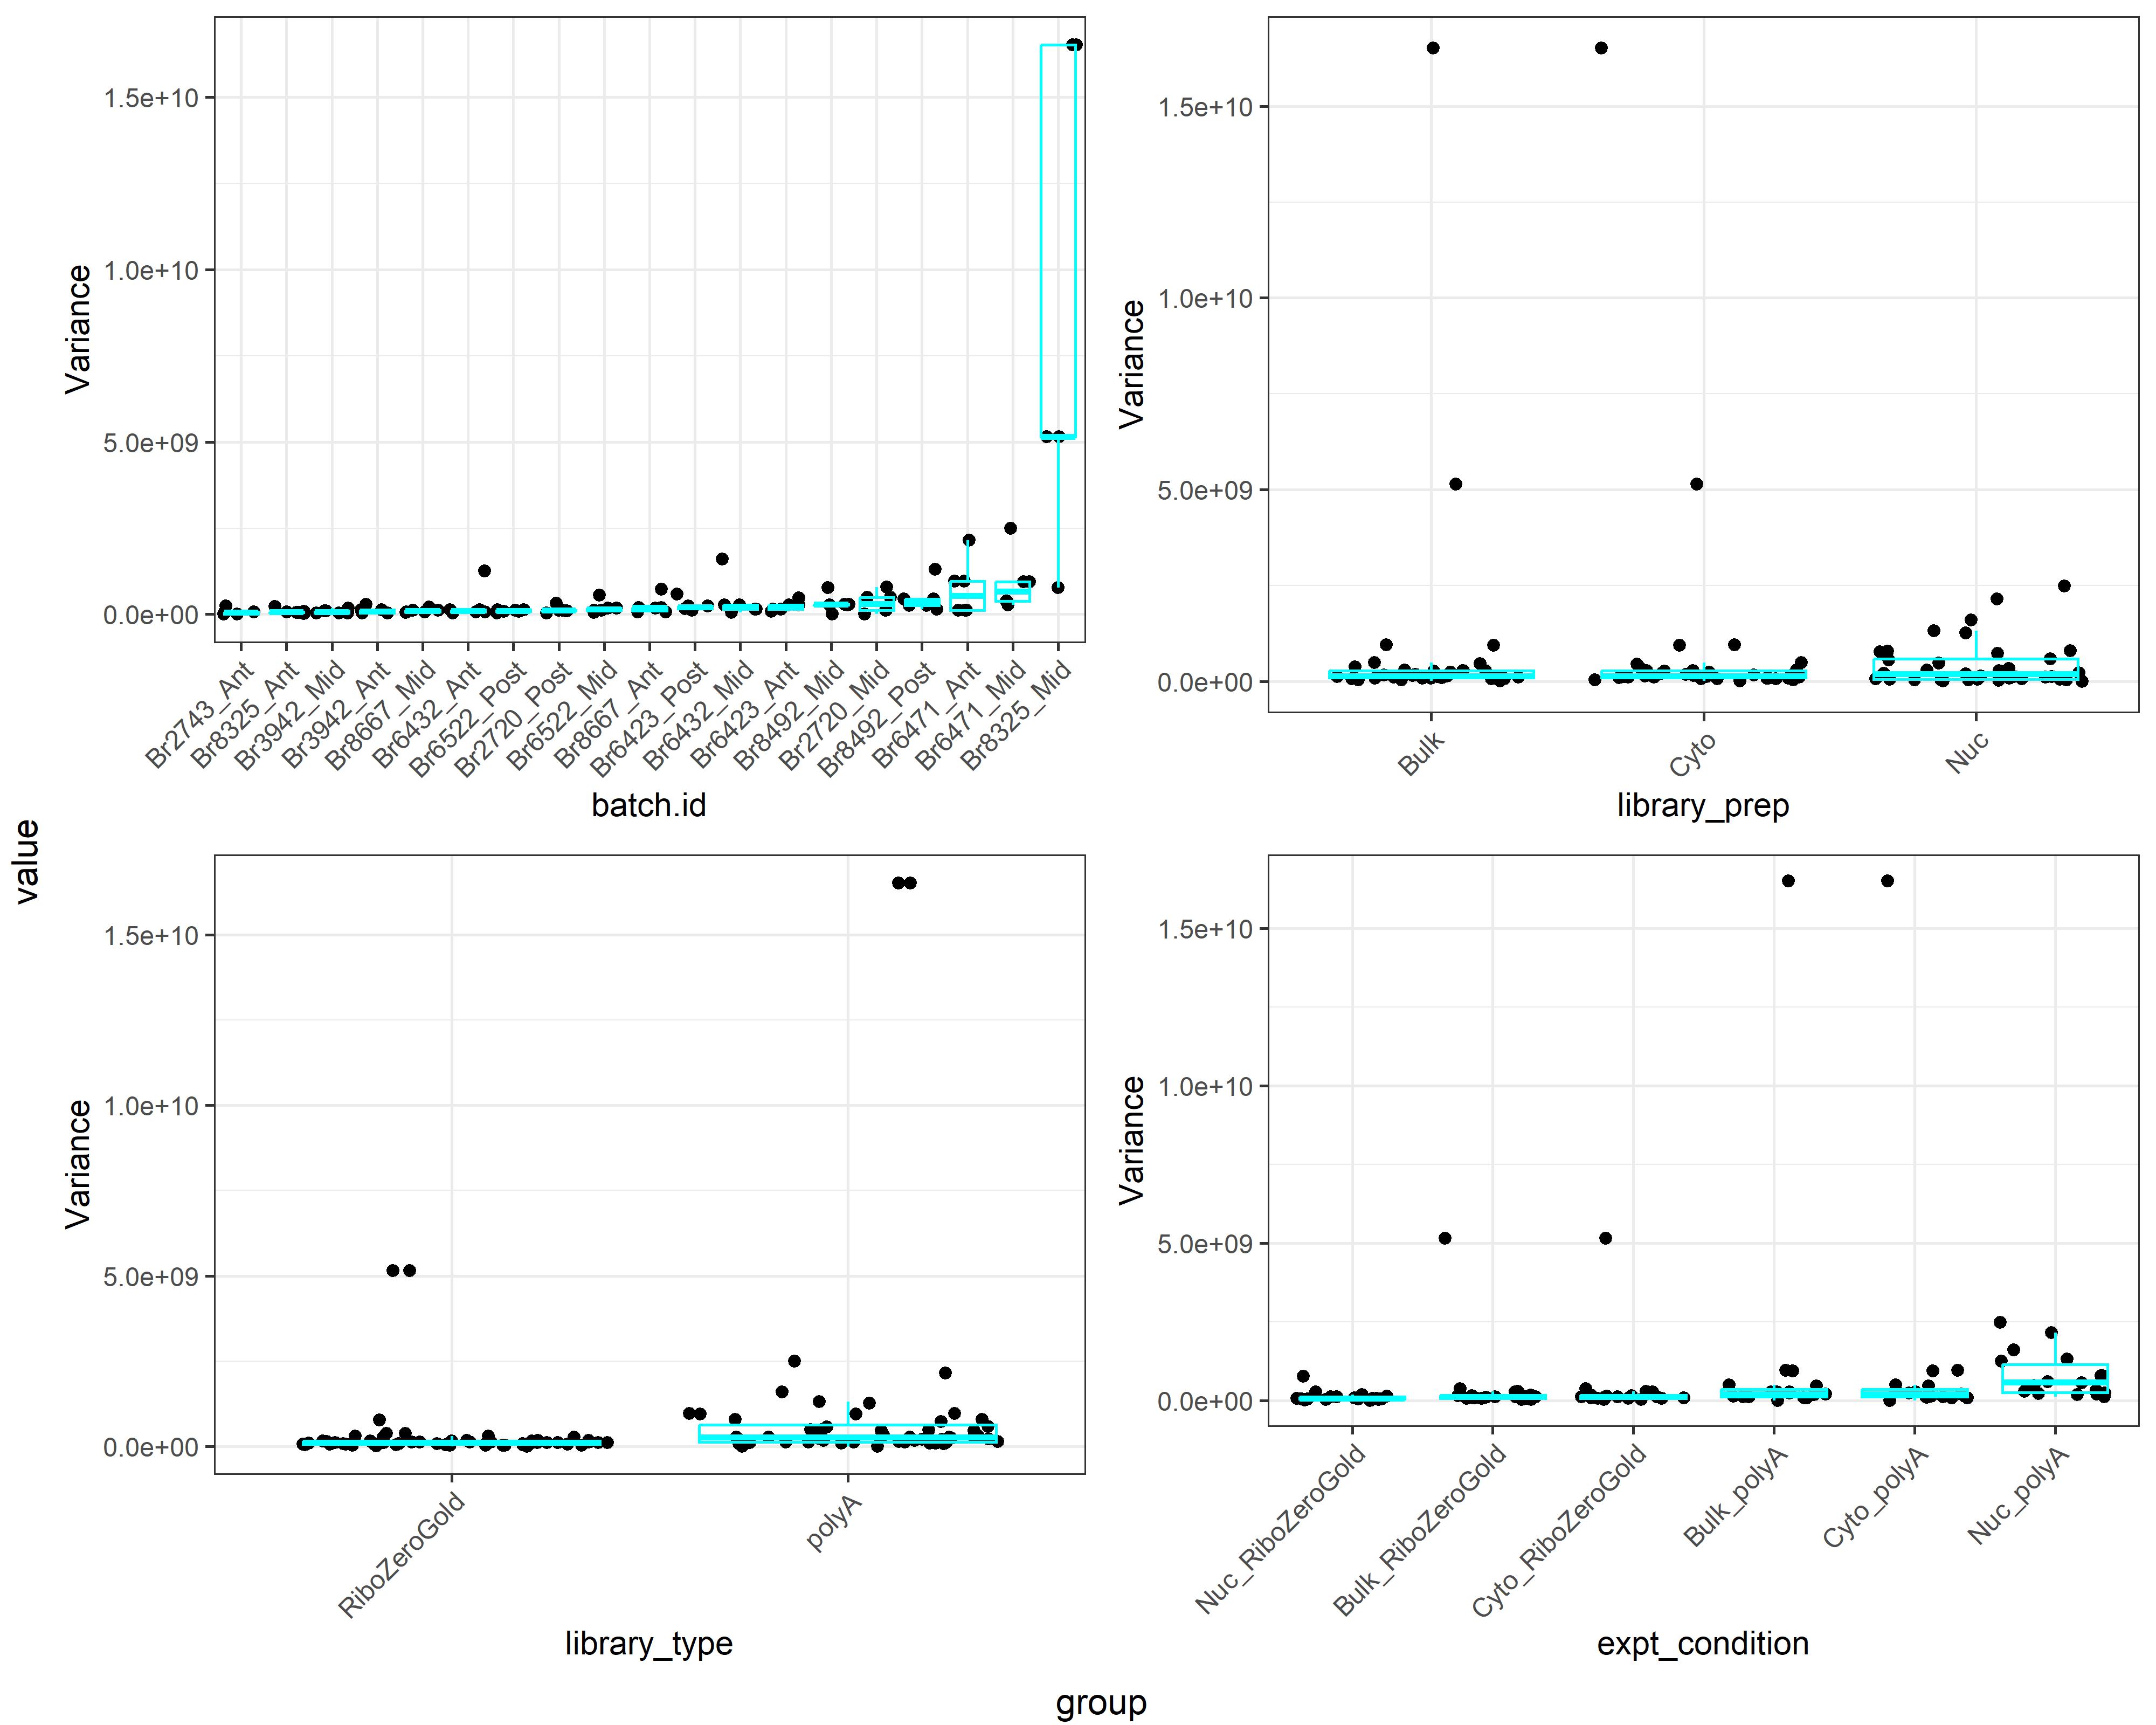 value
Variance
1.5e+10
1.0e+10
5.0e+09
0.0e+00
Br2743_Ant
Br8325_Ant
Br3942_Mid
Br3942_Ant
Br8667_Mid
Br6432_Ant
Br6522_Post
Br2720_Post
Br6522_Mid
Br8667_Ant
Br6423_Post
Br6432_Mid
Br6423_Ant
Br8492_Mid
Br2720_Mid
Br8492_Post
Br6471_Ant
Br6471_Mid
Br8325_Mid
batch.id
Variance
1.5e+10
1.0e+10
5.0e+09
0.0e+00
Bulk
Cyto
Nuc
library_prep
Variance
1.5e+10
1.0e+10
5.0e+09
0.0e+00
RiboZeroGold
polyA
library_type
Variance
1.5e+10
1.0e+10
5.0e+09
0.0e+00
Nuc_RiboZeroGold
Bulk_RiboZeroGold
Cyto_RiboZeroGold
Bulk_polyA
Cyto_polyA
Nuc_polyA
expt_condition
group